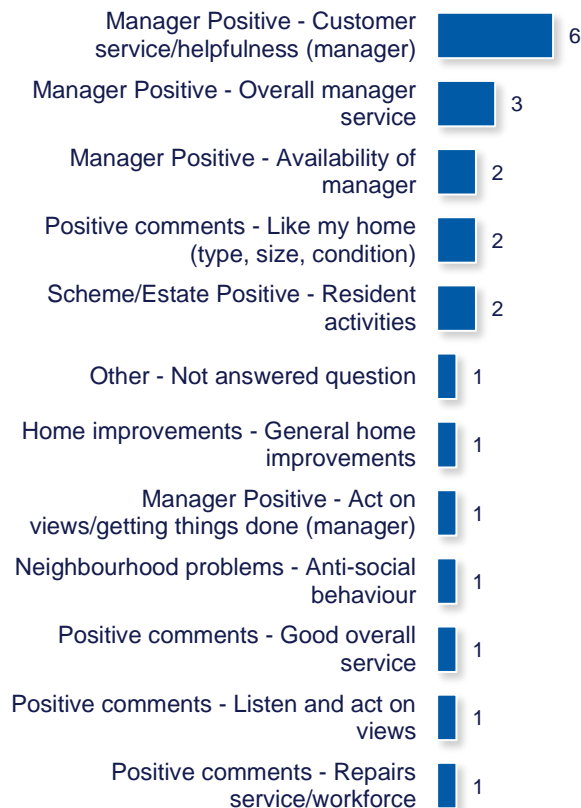 Manager Positive - Customer
service/helpfulness (manager)
6
Manager Positive - Overall manager
service
3
Manager Positive - Availability of
manager
2
Positive comments - Like my home
(type, size, condition)
2
Scheme/Estate Positive - Resident
activities
2
Other - Not answered question
1
Home improvements - General home
improvements
1
Manager Positive - Act on
views/getting things done (manager)
1
Neighbourhood problems - Anti-social
behaviour
1
Positive comments - Good overall
service
1
Positive comments - Listen and act on
views
1
Positive comments - Repairs
service/workforce
1